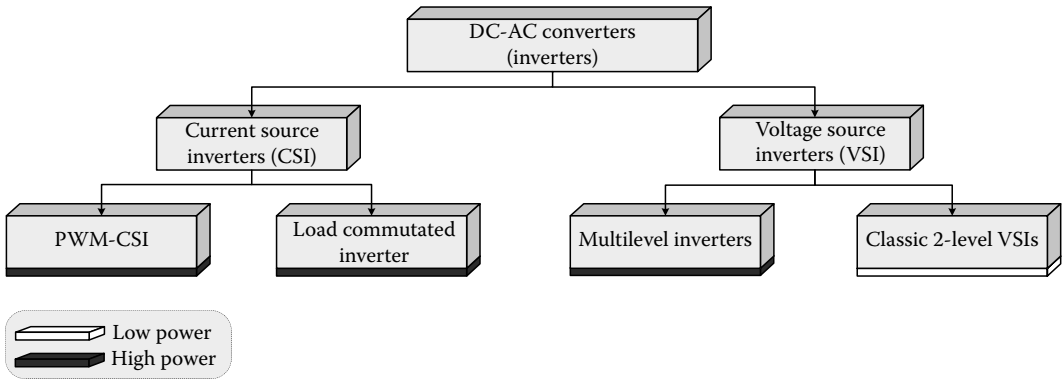 DC-AC converters
(inverters)
Current source
inverters (CSI)
Voltage source
inverters (VSI)
PWM-CSI
Load commutated
inverter
Multilevel inverters
Classic 2-level VSIs
Low power
High power